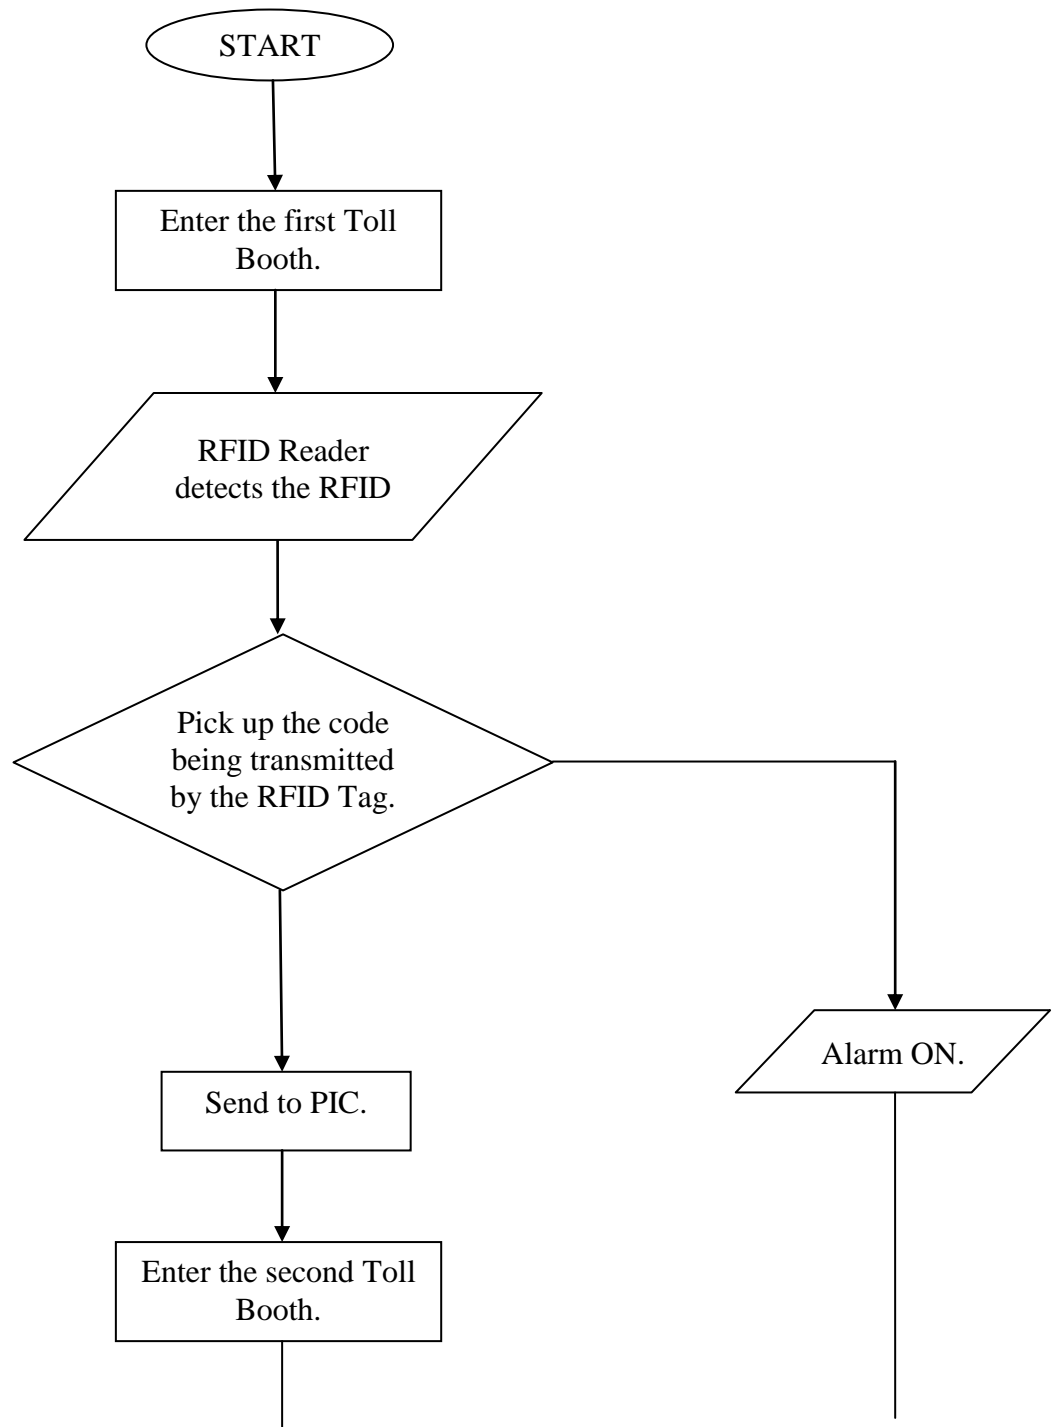 START
Enter the first Toll
Booth.
RFID Reader
detects the RFID
Pick up the code
being transmitted
by the RFID Tag.
Alarm ON.
Send to PIC.
Enter the second Toll
Booth.